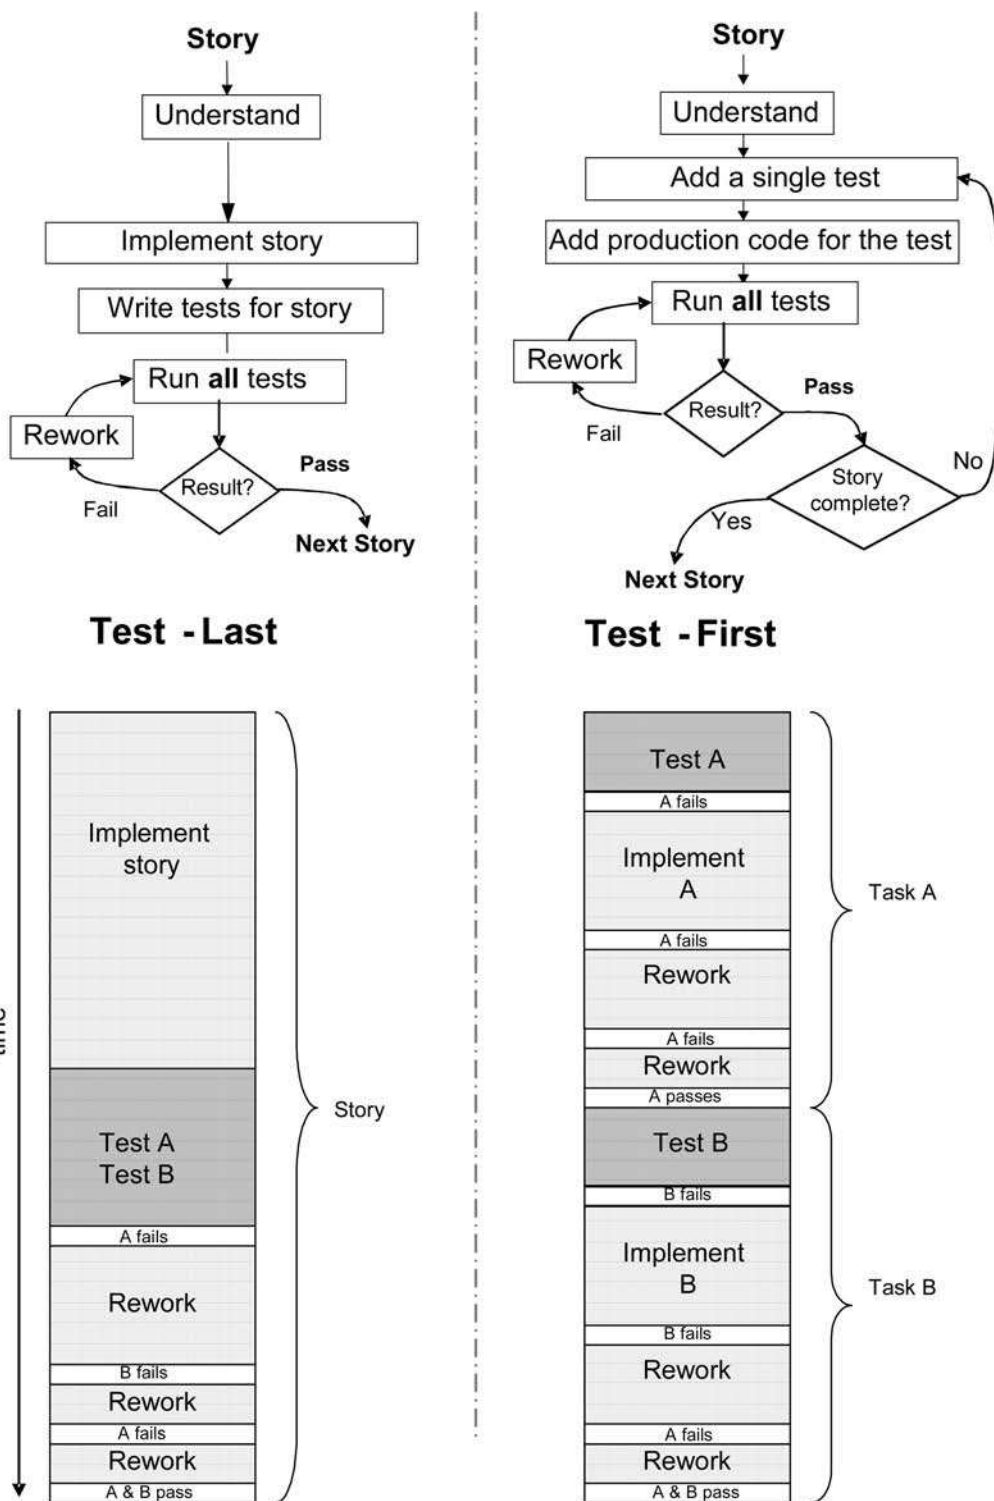 Story
Understand
Implement story
Write tests for story
Run all tests
Rework
Result?
Fail
Pass
Next Story
Test - Last
Story
Understand
Add a single test
Add production code for the test
Run all tests
Rework
Result?
Fail
Pass
Story
complete?
No
Yes
Next Story
Test - First
time
Implement
story
Test A
Test B
A fails
Rework
B fails
Rework
A fails
Rework
A & B pass
Story
Test A
A fails
Implement
A
A fails
Rework
A fails
Rework
A passes
Task A
Test B
B fails
Implement
B
B fails
Rework
A fails
Rework
A & B pass
Task B